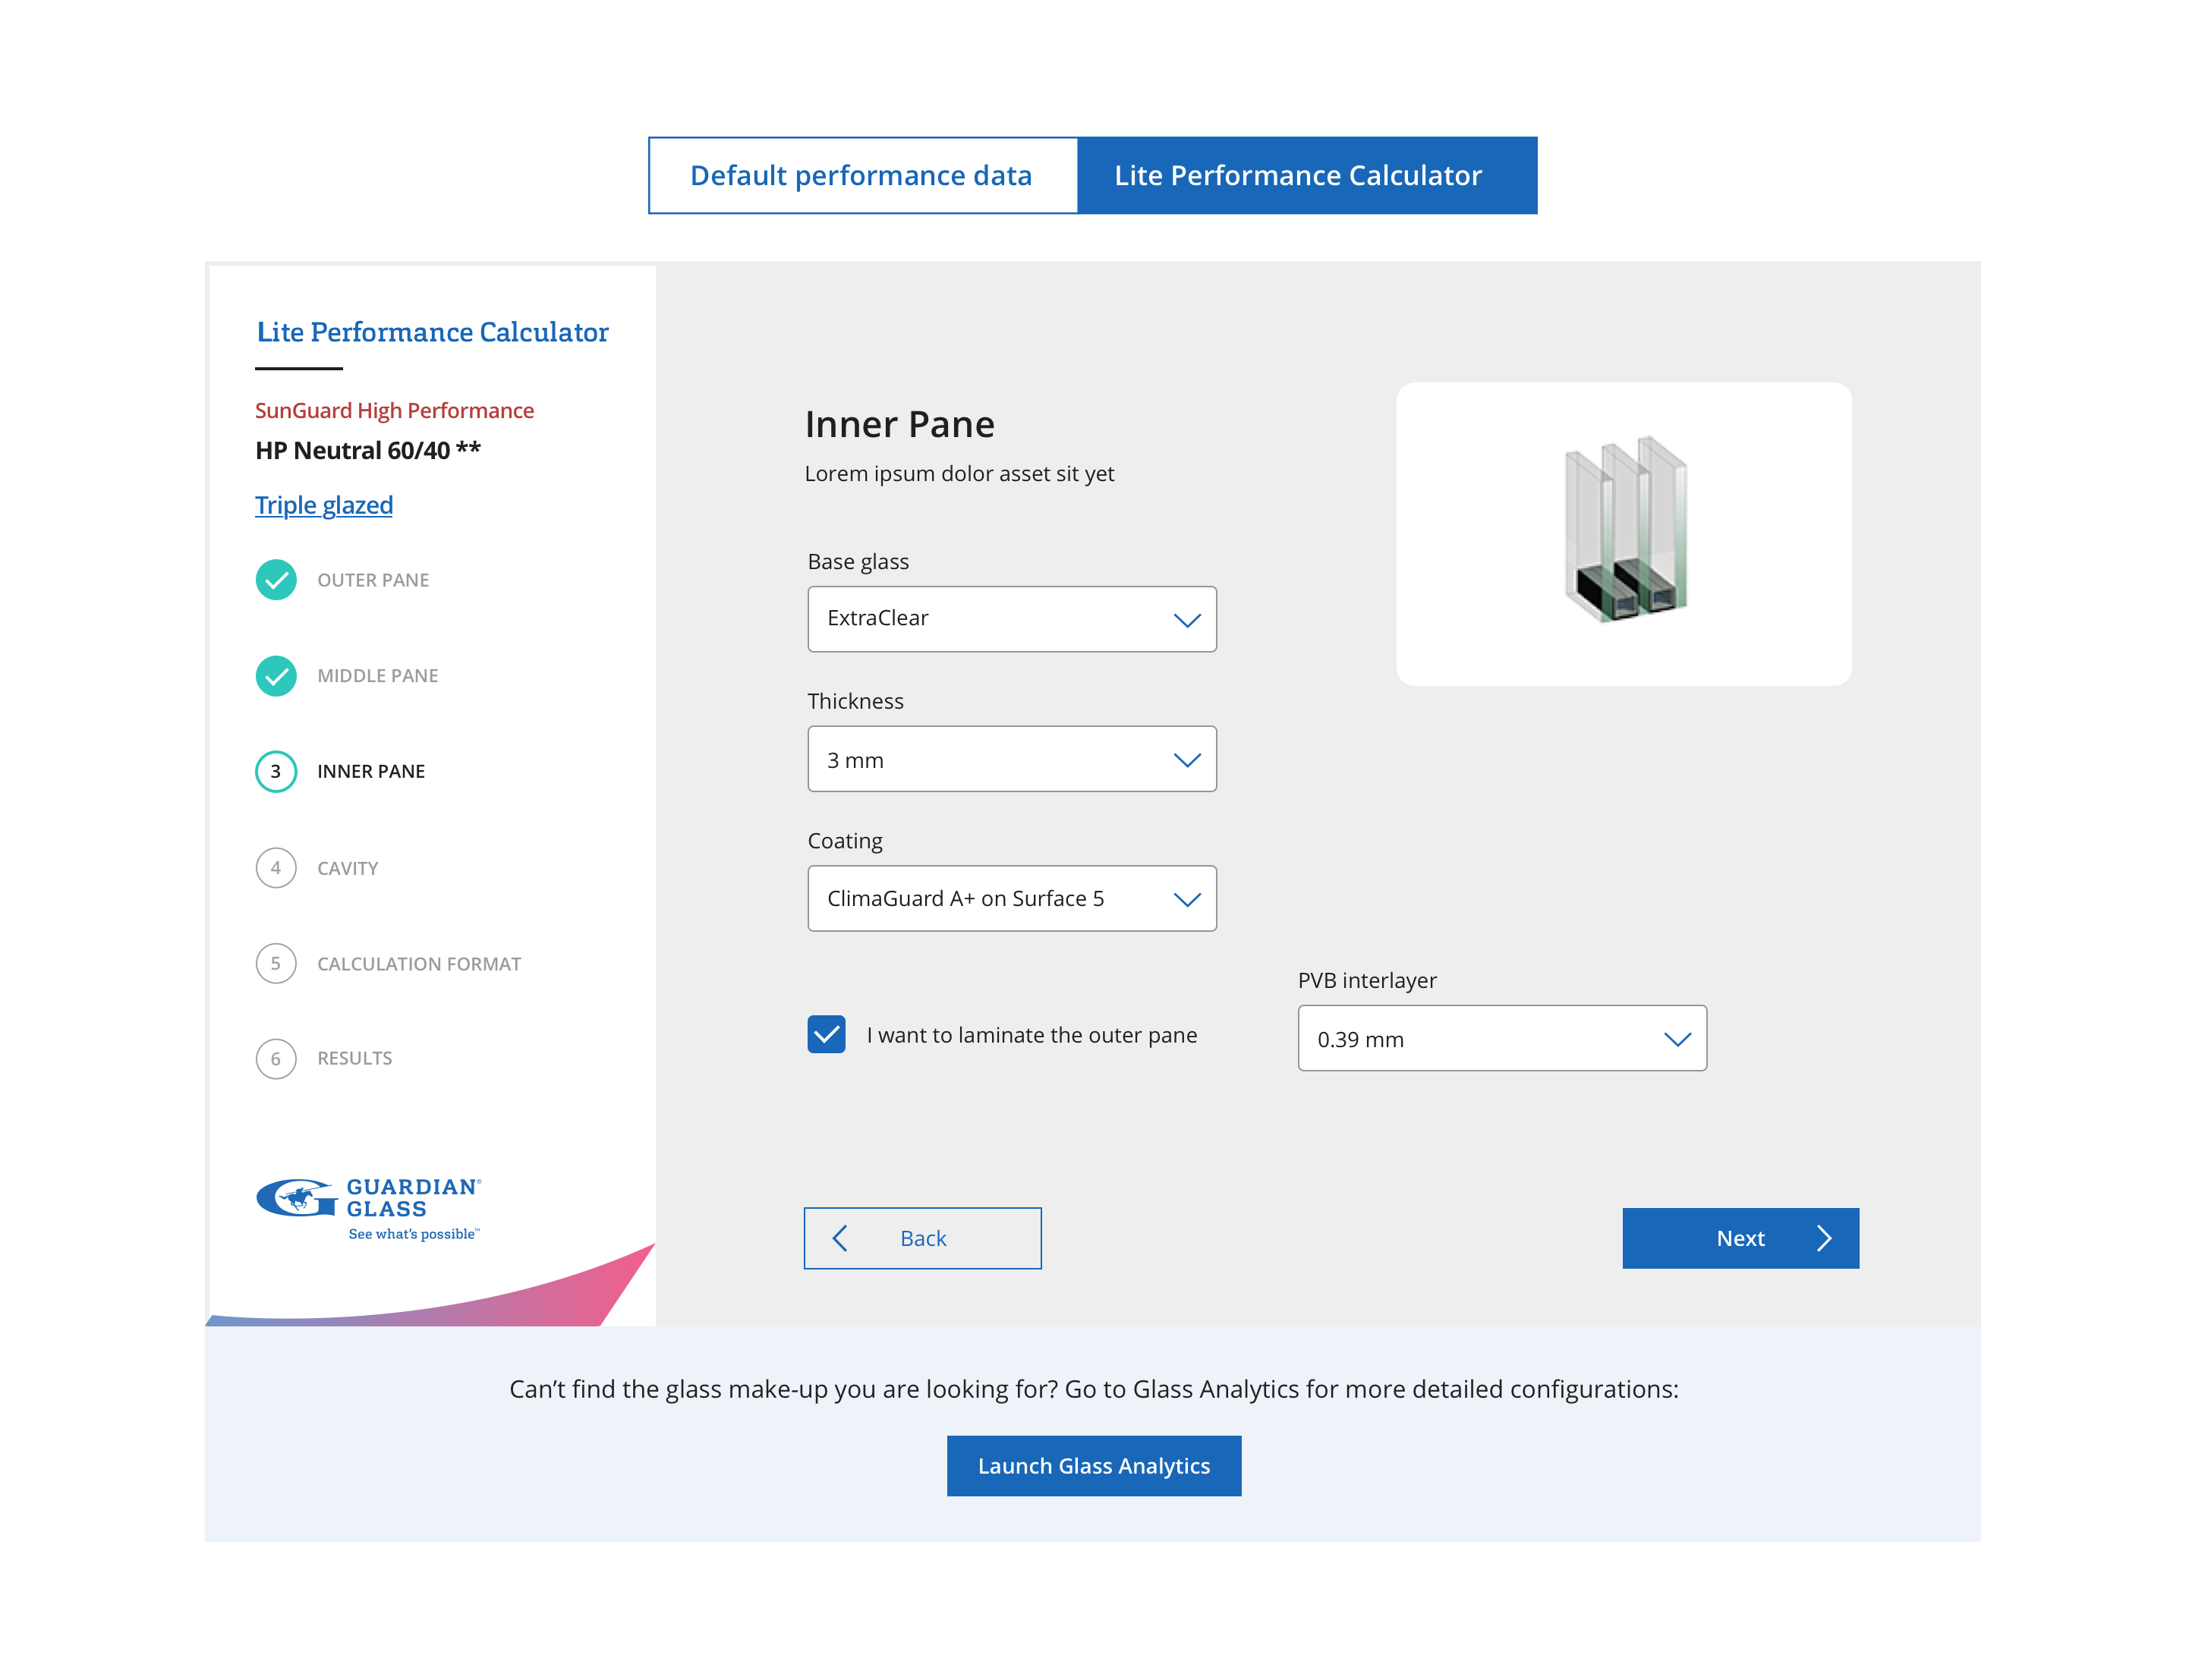 Default performance data
Lite Performance Calculator
Lite Performance Calculator
SunGuard High Performance
HP Neutral 60/40 **
Triple glazed
OUTER PANE
MIDDLE PANE
3 INNER PANE
4 CAVITY
5 CALCULATION FORMAT
6 RESULTS
GUARDIAN®
GLASS
See what's possible™
Inner Pane
Lorem ipsum dolor asset sit yet
Base glass
ExtraClear
Thickness
3 mm
Coating
ClimaGuard A+ on Surface 5
I want to laminate the outer pane
PVB interlayer
0.39 mm
Back
Next
Can’t find the glass make-up you are looking for? Go to Glass Analytics for more detailed configurations:
Launch Glass Analytics